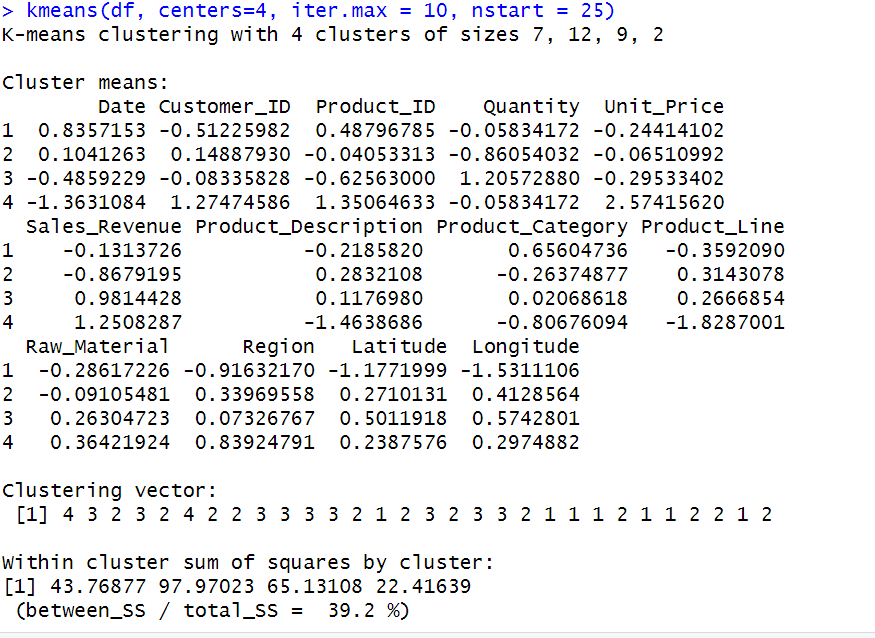 > kmeans(df, centers=4, iter.max = 10, nstart = 25)
K-means clustering with 4 clusters of sizes 7, 12, 9, 2

Cluster means:
        Date Customer_ID  Product_ID    Quantity  Unit_Price
1  0.8357153 -0.51225982  0.48796785 -0.05834172 -0.24414102
2  0.1041263  0.14887930 -0.04053313 -0.86054032 -0.06510992
3 -0.4859229 -0.08335828 -0.62563000  1.20572880 -0.29533402
4 -1.3631084  1.27474586  1.35064633 -0.05834172  2.57415620
  Sales_Revenue Product_Description Product_Category Product_Line
1    -0.1313726          -0.2185820       0.65604736   -0.3592090
2    -0.8679195           0.2832108      -0.26374877    0.3143078
3     0.9814428           0.1176980       0.02068618    0.2666854
4     1.2508287          -1.4638686      -0.80676094   -1.8287001
  Raw_Material      Region   Latitude  Longitude
1  -0.28617226 -0.91632170 -1.1771999 -1.5311106
2  -0.09105481  0.33969558  0.2710131  0.4128564
3   0.26304723  0.07326767  0.5011918  0.5742801
4   0.36421924  0.83924791  0.2387576  0.2974882

Clustering vector:
 [1] 4 3 2 3 2 4 2 2 3 3 3 3 2 1 2 3 2 3 3 2 1 1 1 2 1 1 2 2 1 2

Within cluster sum of squares by cluster:
[1] 43.76877 97.97023 65.13108 22.41639
 (between_SS / total_SS =  39.2 %)